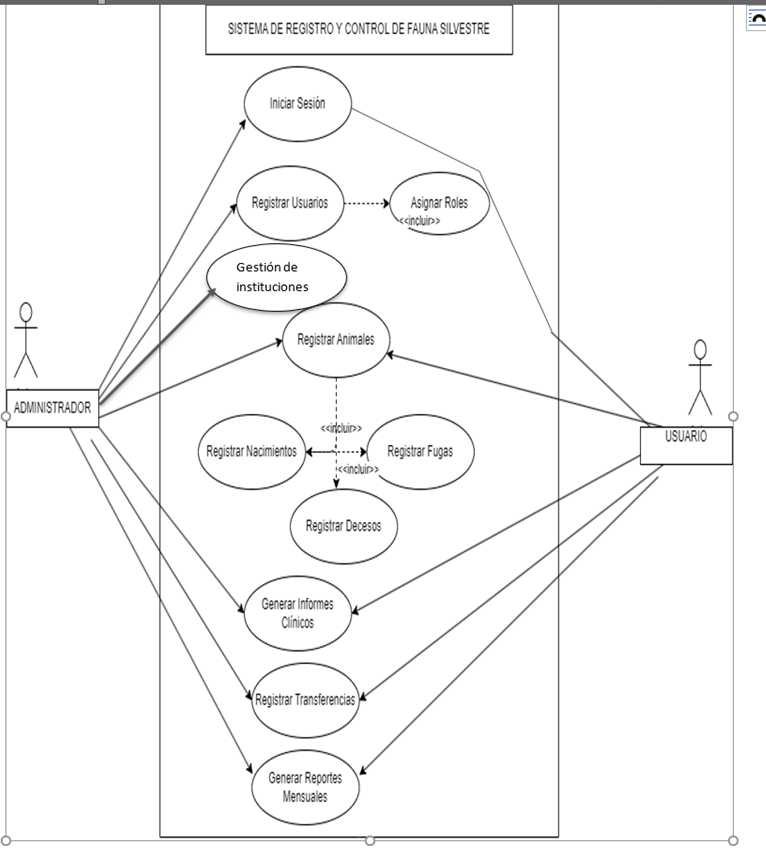 SISTEMA DE REGISTRO Y CONTROL DE FAUNA SILVESTRE
Iniciar Sesión
Registrar Usuarios
Asignar Roles
<<incluir>>
Gestión de
instituciones
Registrar Animales
ADMINISTRADOR
USUARIO
<<incluir>>
Registrar Nacimientos
Registrar Fugas
<<incluir>>
Registrar Decesos
Generar Informes
Clínicos
Registrar Transferencias
Generar Reportes
Mensuales